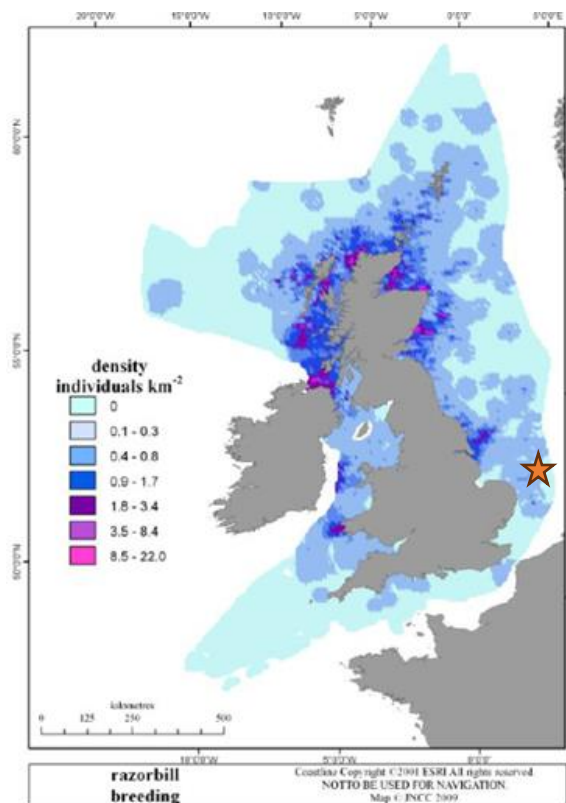 20°0'0"W 15°0'0"W 10°0'0"W 5°0'0"W 0°0'0" 5°0'0"E
60°0'0"N
55°0'0"N
50°0'0"N
density
individuals km⁻²
0
0.1 - 0.3
0.4 - 0.8
0.9 - 1.7
1.8 - 3.4
3.5 - 8.4
8.5 - 22.0
kilometres
0 125 250 500
10°0'0"W 5°0'0"W 0°0'0"
razorbill
breeding
Coastline Copyright ©2001 ESRI All rights reserved
NOT TO BE USED FOR NAVIGATION.
Map © JNCC 2009